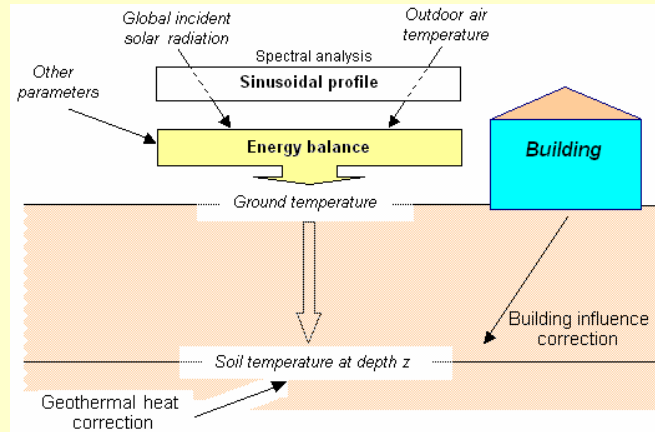 Global incident
solar radiation
Outdoor air
temperature
Spectral analysis
Other
parameters
Sinusoidal profile
Energy balance
Building
Ground temperature
Building influence
correction
Soil temperature at depth z
Geothermal heat
correction